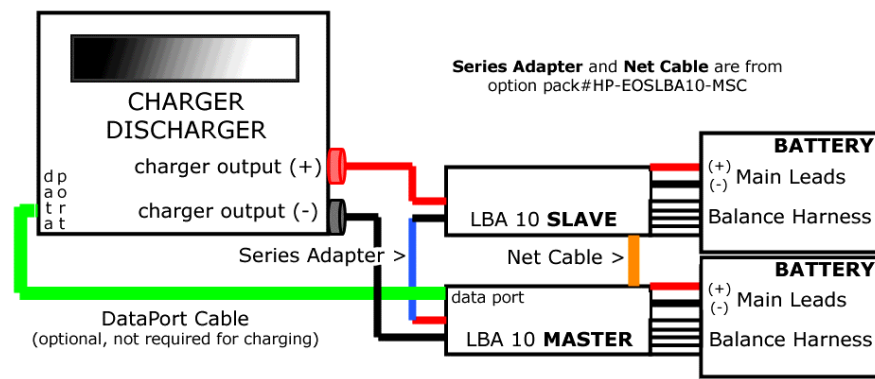 CHARGER
DISCHARGER
charger output (+)
charger output (-)
data port
Series Adapter and Net Cable are from
option pack#HP-EOSLBA10-MSC
BATTERY
(+)
(-)
Main Leads
Balance Harness
LBA 10 SLAVE
Series Adapter >
Net Cable >
BATTERY
(+)
(-)
Main Leads
Balance Harness
data port
LBA 10 MASTER
DataPort Cable
(optional, not required for charging)